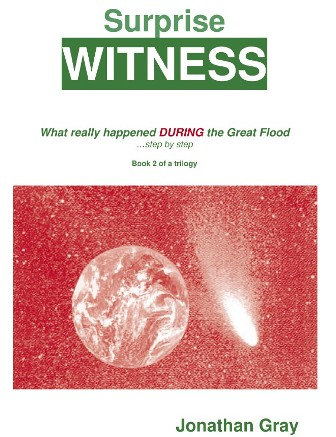 Surprise
WITNESS
What really happened DURING the Great Flood
...step by step
Book 2 of a trilogy
Jonathan Gray